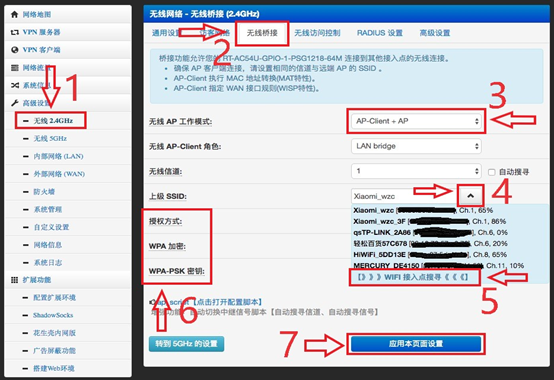 网络地图
VPN 服务器
VPN 客户端
网络流量
系统信息
高级设置
无线 2.4GHz
无线 5GHz
内部网络 (LAN)
外部网络 (WAN)
防火墙
系统管理
自定义设置
网络信息
系统日志
扩展功能
配置扩展环境
ShadowSocks
花生壳内网版
广告屏蔽功能
搭建Web环境
1
无线网络 - 无线桥接 (2.4GHz)
通用设置 访客网络 无线桥接 无线访问控制 RADIUS 设置 高级设置
2
桥接功能允许您的 RT-AC54U-GPIO-1-PSG1218-64M 连接到其他接入点的无线连接。
确保 AP 客户端连接，请设置相同的信道与远端 AP 的 SSID 。
AP-Client 执行 MAC 地址转换(MAT特性)。
AP-Client 指定 WAN 接口规则(WISP特性)。
3
无线 AP 工作模式: AP-Client + AP
无线 AP-Client 角色: LAN bridge
无线信道: 1 自动搜寻
4
上级 SSID: Xiaomi_wzc
授权方式:
WPA 加密:
WPA-PSK 密钥:
Xiaomi_wzc Ch.1, 65%
Xiaomi_wzc_3F Ch.1, 86%
qsTP-LINK_2A86 Ch.6, 20%
轻松百货57C678 Ch.6, 0%
HiWiFi_5DD13E Ch.8, 65%
MERCURY_DE4150 Ch.11, 10%
【》》》WIFI 接入点搜寻《《《】
5
6
ap_script【点击打开配置脚本】
自动切换中继信号脚本【自动搜寻信道、自动搜寻信号】
7
转到 5GHz 的设置 应用本页面设置